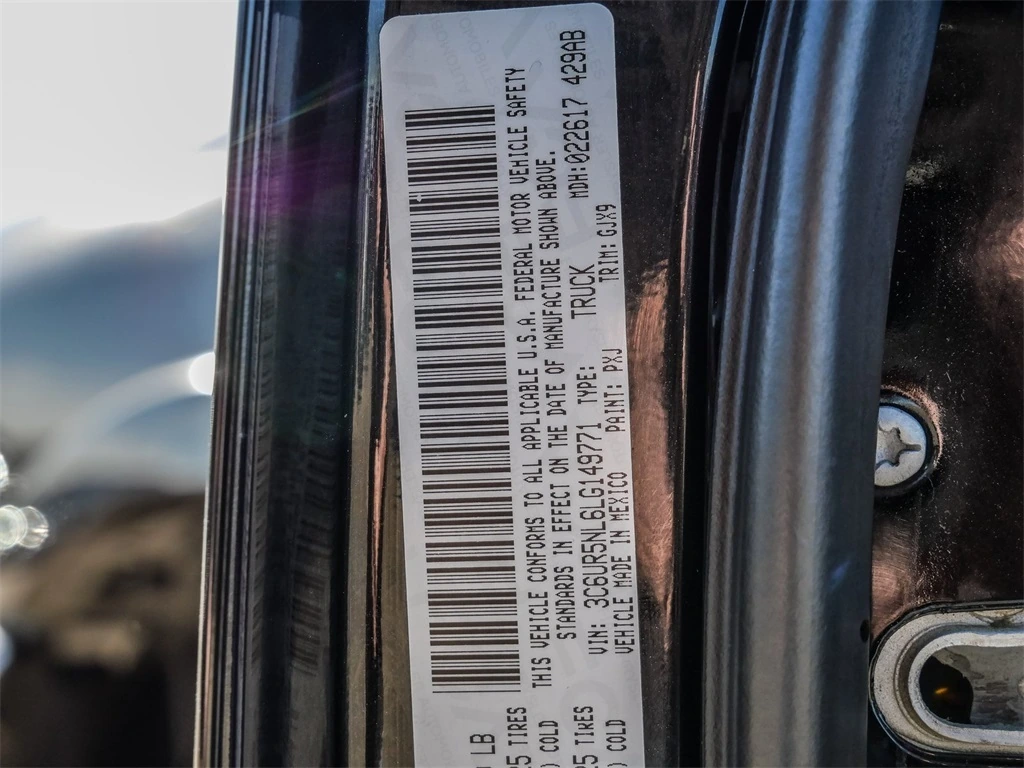 LB
25 TIRES
COLD
25 TIRES
COLD
THIS VEHICLE CONFORMS TO ALL APPLICABLE U.S.A. FEDERAL MOTOR VEHICLE SAFETY
STANDARDS IN EFFECT ON THE DATE OF MANUFACTURE SHOWN ABOVE.
VIN: 3C6UR5NL6LG149771 TYPE: TRUCK MDH:022617 429AB
VEHICLE MADE IN MEXICO PAINT: PXJ TRIM: GJX9